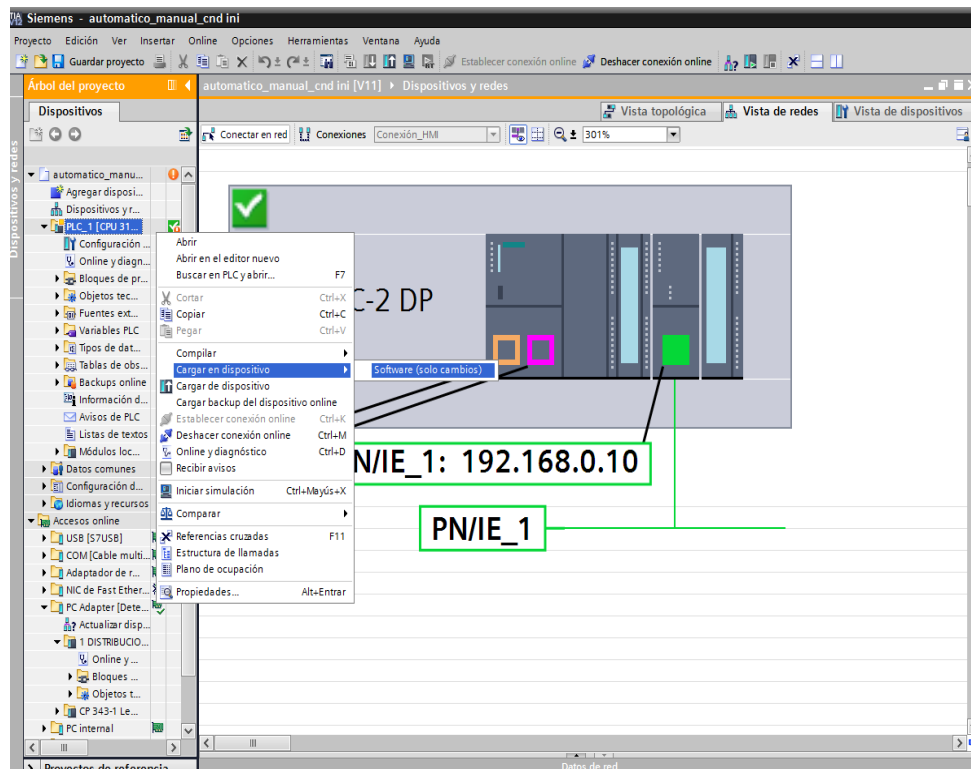 Siemens - automatico_manual_cnd ini
Proyecto Edición Ver Insertar Online Opciones Herramientas Ventana Ayuda
Guardar proyecto Establecer conexión online Deshacer conexión online
Árbol del proyecto
automatico_manual_cnd ini [V11] Dispositivos y redes
Dispositivos
Vista topológica Vista de redes Vista de dispositivos
Conectar en red Conexiones Conexión_HMI 301%
Dispositivos y redes
automatico_manu...
Agregar disposi...
Dispositivos y r...
PLC_1 [CPU 31...
Configuración ...
Online y diagn...
Bloques de pr...
Objetos tec...
Fuentes ext...
Variables PLC
Tipos de dat...
Tablas de obs...
Backups online
Información d...
Avisos de PLC
Listas de textos
Módulos loc...
Datos comunes
Configuración d...
Idiomas y recursos
Accesos online
USB [S7USB]
COM [Cable multi...
Adaptador de r...
NIC de Fast Ether...
PC Adapter [Dete...
Actualizar disp...
1 DISTRIBUCIO...
Online y ...
Bloques ...
Objetos t...
CP 343-1 Le...
PC internal
Proyectos de referencia
Abrir
Abrir en el editor nuevo
Buscar en PLC y abrir... F7
Cortar Ctrl+X
Copiar Ctrl+C
Pegar Ctrl+V
Compilar
Cargar en dispositivo
Software (solo cambios)
Cargar de dispositivo
Cargar backup del dispositivo online
Establecer conexión online Ctrl+K
Deshacer conexión online Ctrl+M
Online y diagnóstico Ctrl+D
Recibir avisos
Iniciar simulación Ctrl+Mayús+X
Comparar
Referencias cruzadas F11
Estructura de llamadas
Plano de ocupación
Propiedades... Alt+Entrar
C-2 DP
N/IE_1: 192.168.0.10
PN/IE_1
Datos de red